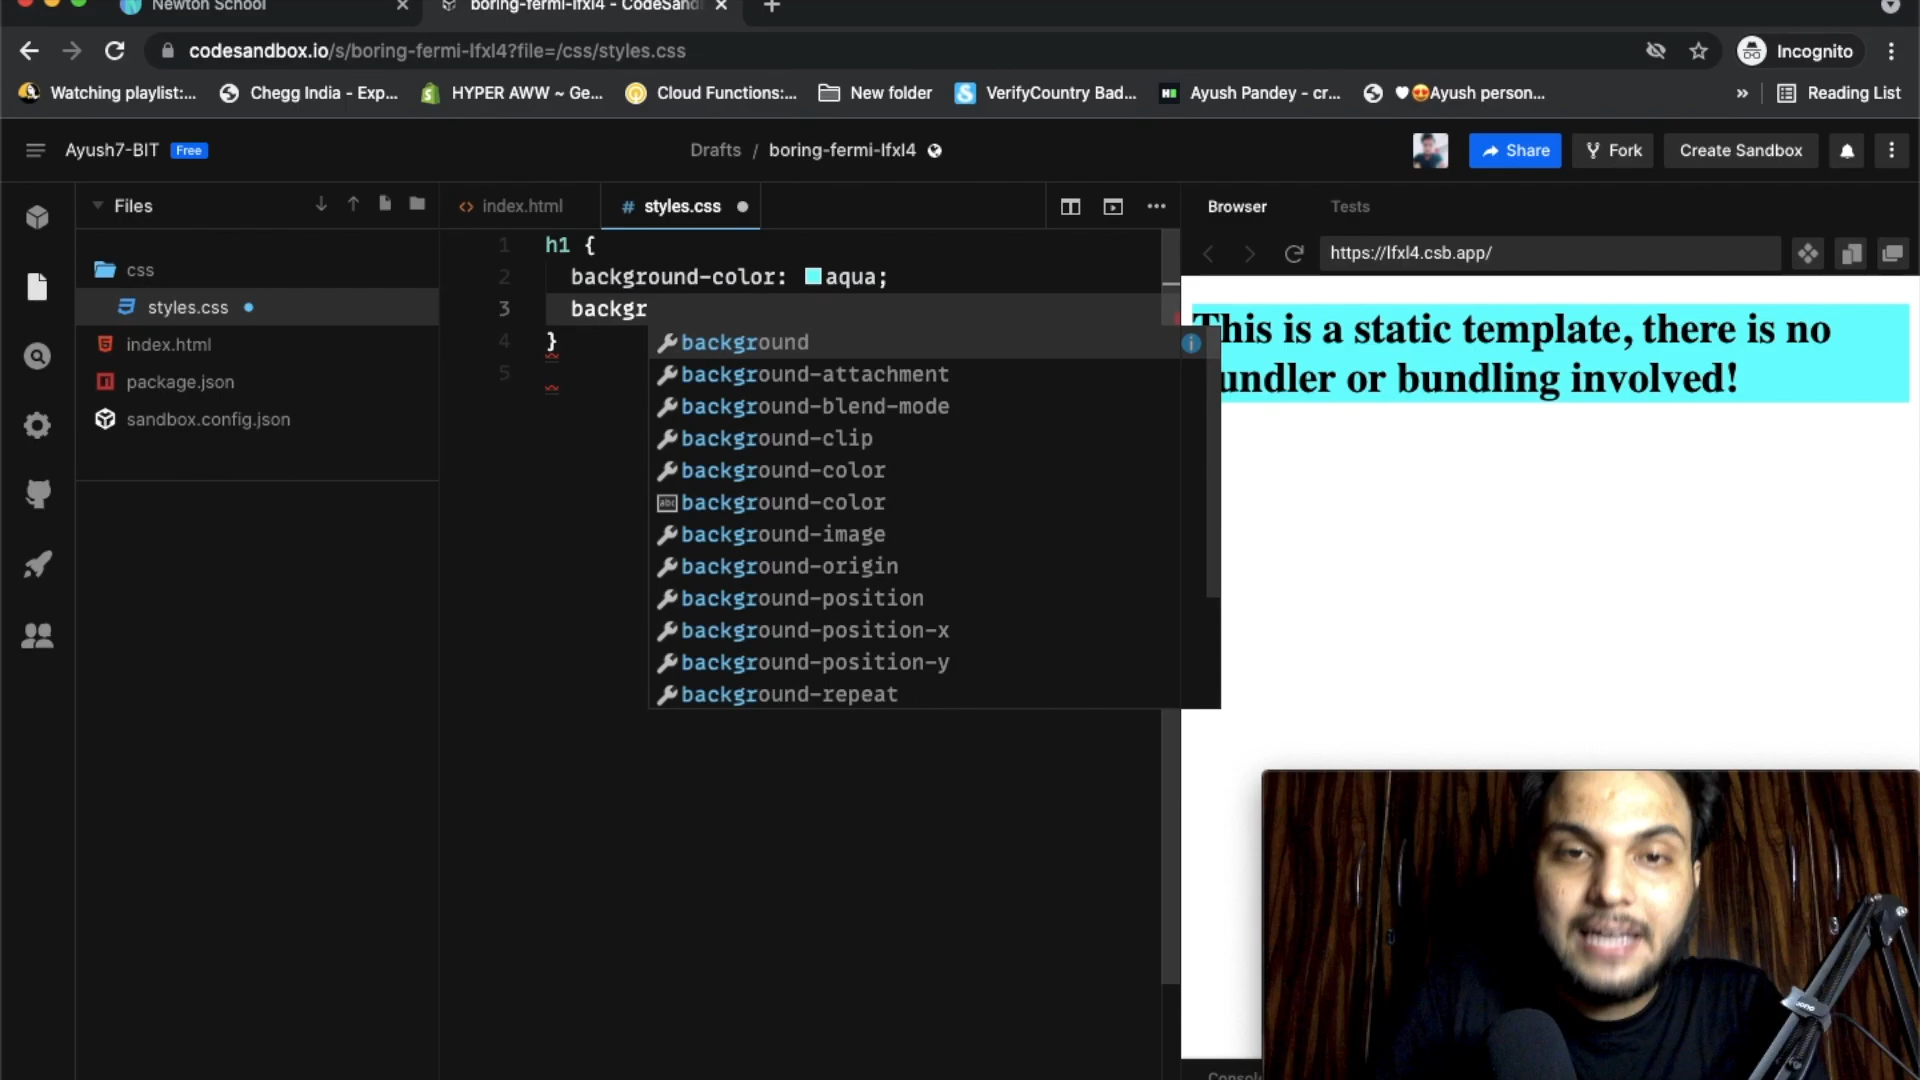 Newton School
boring-fermi-lfxl4 - CodeSand
codesandbox.io/s/boring-fermi-lfxl4?file=/css/styles.css
Incognito
Watching playlist:...
Chegg India - Exp...
HYPER AWW ~ Ge...
Cloud Functions:...
New folder
VerifyCountry Bad...
Ayush Pandey - cr...
♥😍Ayush person...
»
Reading List
Ayush7-BIT
Free
Drafts / boring-fermi-lfxl4
Share
Fork
Create Sandbox
Files
css
styles.css
index.html
package.json
sandbox.config.json
index.html
# styles.css
1 h1 {
2 background-color: aqua;
3 backgr
4 }
5
background
background-attachment
background-blend-mode
background-clip
background-color
abc background-color
background-image
background-origin
background-position
background-position-x
background-position-y
background-repeat
Browser
Tests
https://lfxl4.csb.app/
This is a static template, there is no
undler or bundling involved!
Console